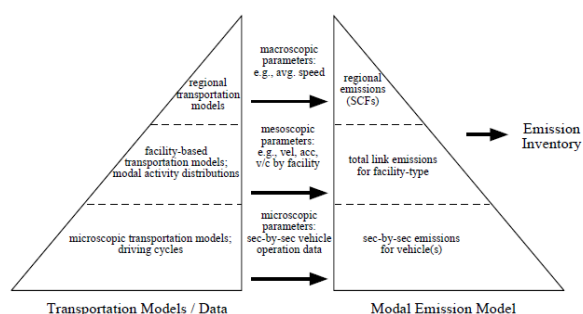 macroscopic
parameters:
e.g., avg. speed
regional
transportation
models
regional
emissions
(SCFs)
mesoscopic
parameters:
e.g., vel, acc,
v/c by facility
facility-based
transportation models;
modal activity distributions
total link emissions
for facility-type
Emission
Inventory
microscopic
parameters:
sec-by-sec vehicle
operation data
microscopic transportation models;
driving cycles
sec-by-sec emissions
for vehicle(s)
Transportation Models / Data
Modal Emission Model